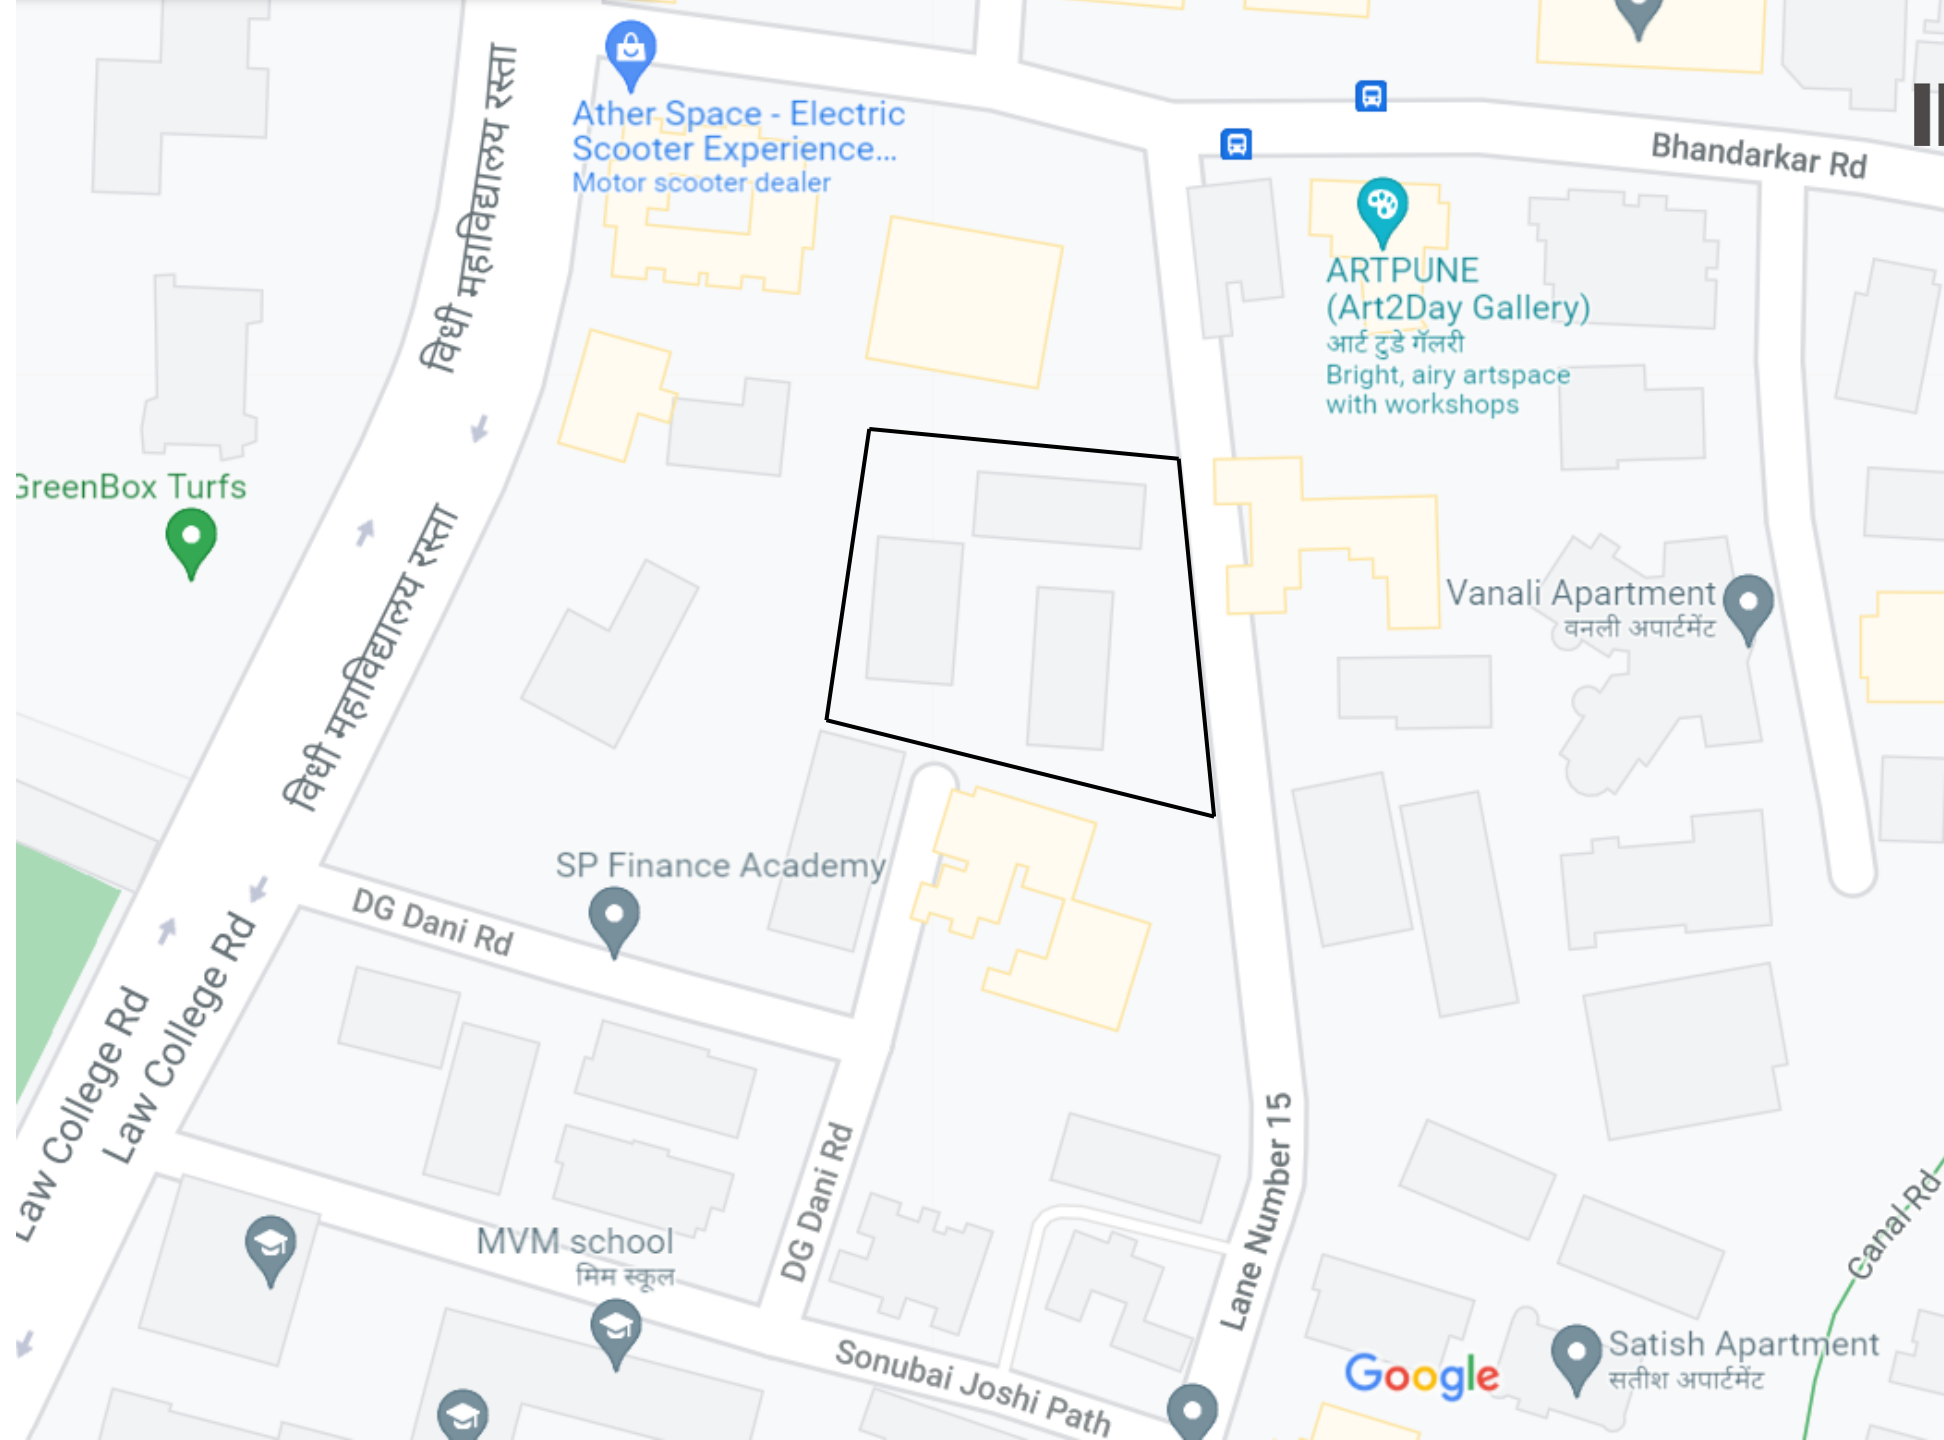 विधी महाविद्यालय रस्ता
Ather Space - Electric
Scooter Experience...
Motor scooter dealer
Bhandarkar Rd
ARTPUNE
(Art2Day Gallery)
आर्ट टुडे गॅलरी
Bright, airy artspace
with workshops
GreenBox Turfs
विधी महाविद्यालय रस्ता
Vanali Apartment
वनली अपार्टमेंट
SP Finance Academy
DG Dani Rd
Law College Rd
Law College Rd
DG Dani Rd
Lane Number 15
Canal Rd
MVM school
मिम स्कूल
Sonubai Joshi Path
Google
Satish Apartment
सतीश अपार्टमेंट